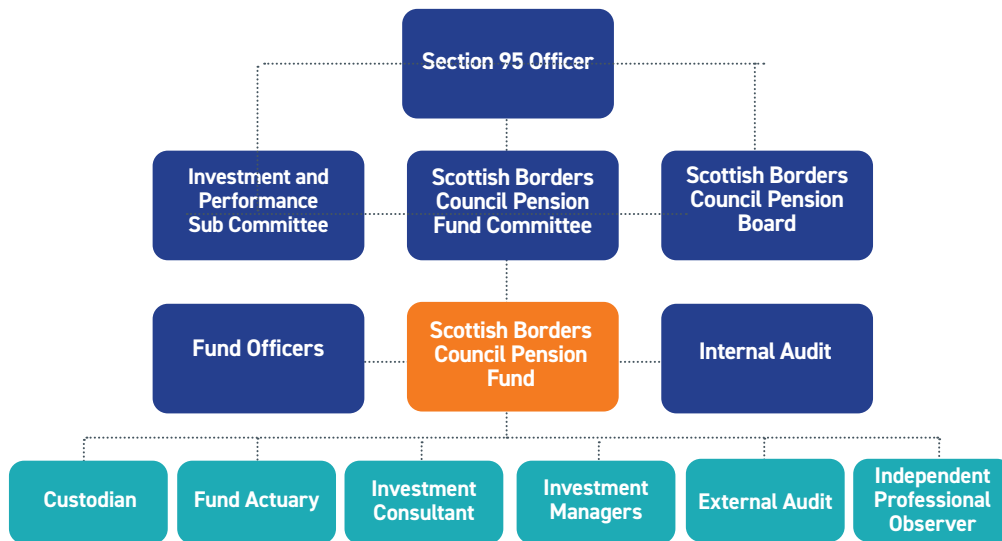 Section 95 Officer
Investment and
Performance
Sub Committee
Scottish Borders
Council Pension
Fund Committee
Scottish Borders
Council Pension
Board
Fund Officers
Scottish Borders
Council Pension
Fund
Internal Audit
Custodian
Fund Actuary
Investment
Consultant
Investment
Managers
External Audit
Independent
Professional
Observer